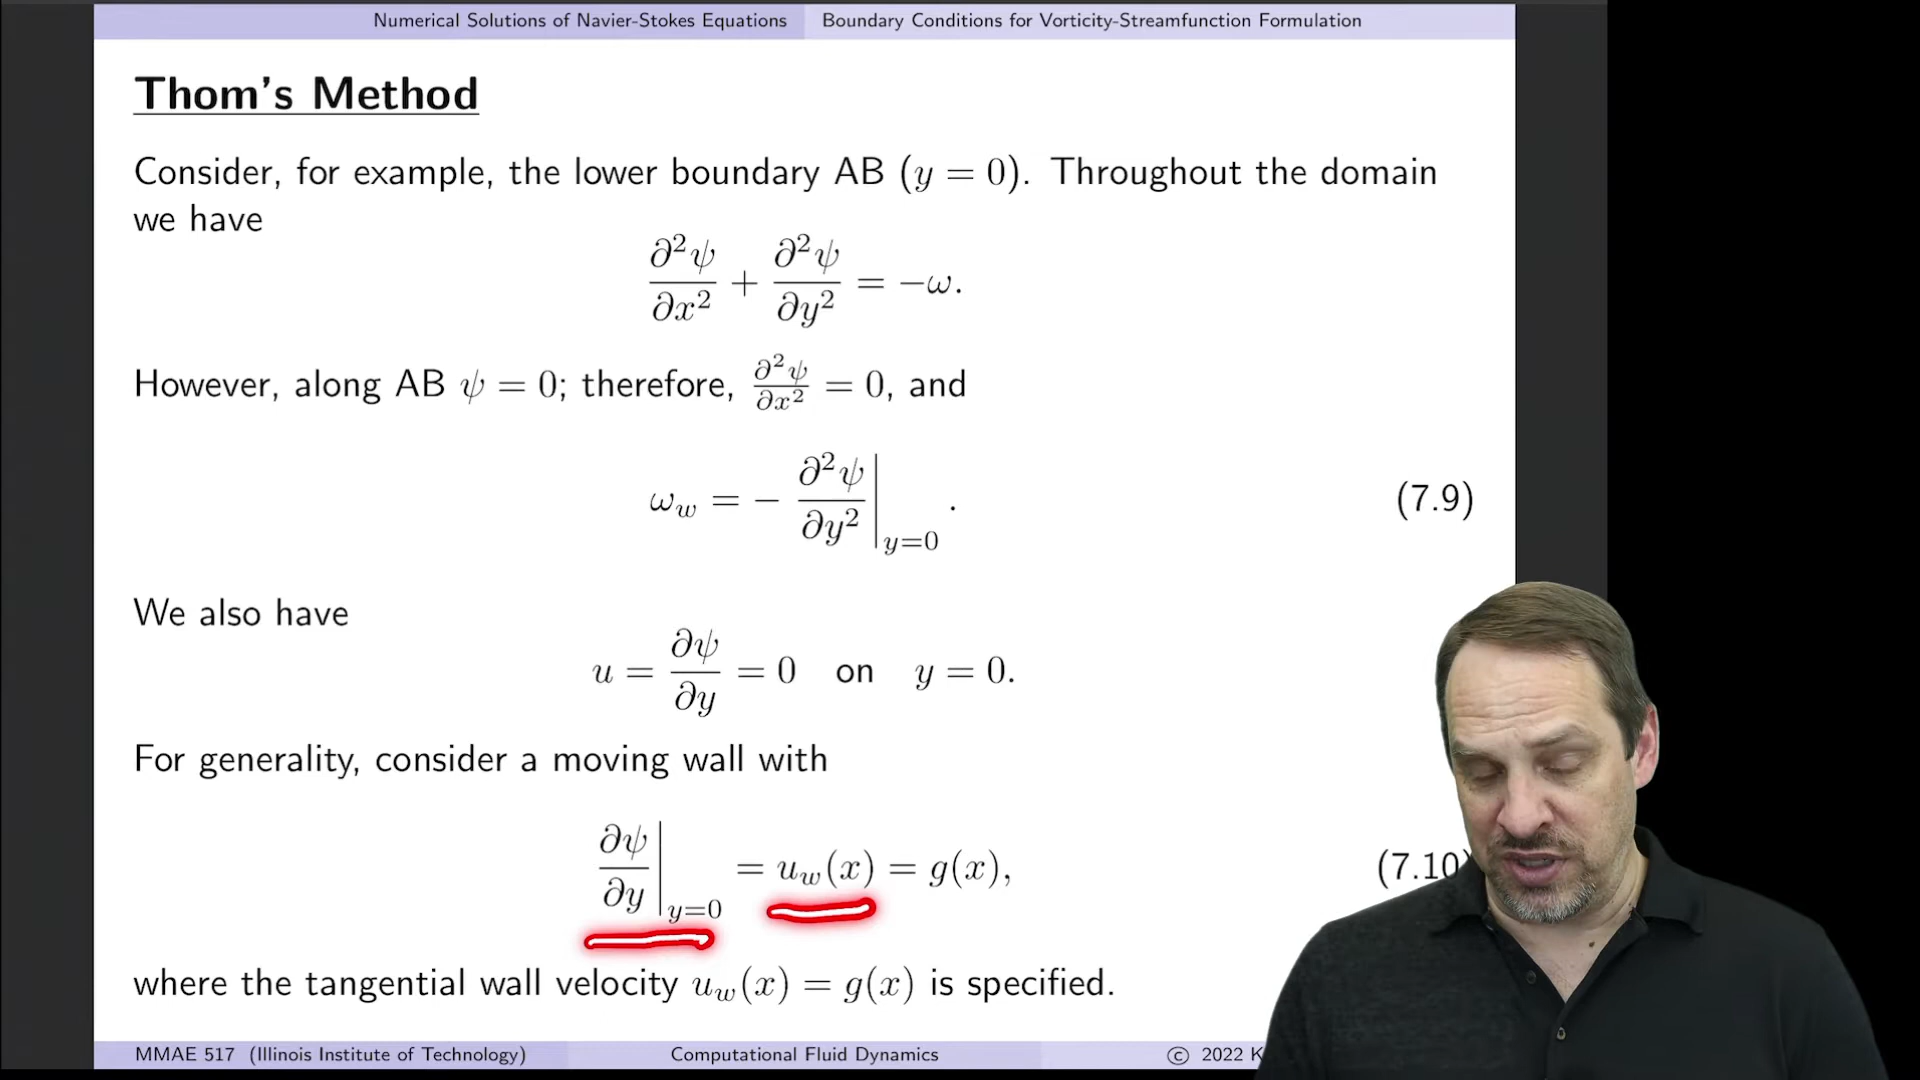 Numerical Solutions of Navier-Stokes Equations Boundary Conditions for Vorticity-Streamfunction Formulation
Thom's Method
Consider, for example, the lower boundary AB (y = 0). Throughout the domain
we have
∂²ψ/∂x² + ∂²ψ/∂y² = −ω.
However, along AB ψ = 0; therefore, ∂²ψ/∂x² = 0, and
ω_w = − ∂²ψ/∂y² |_{y=0} . (7.9)
We also have
u = ∂ψ/∂y = 0 on y = 0.
For generality, consider a moving wall with
∂ψ/∂y |_{y=0} = u_w(x) = g(x), (7.10)
where the tangential wall velocity u_w(x) = g(x) is specified.
MMAE 517 (Illinois Institute of Technology) Computational Fluid Dynamics © 2022 K